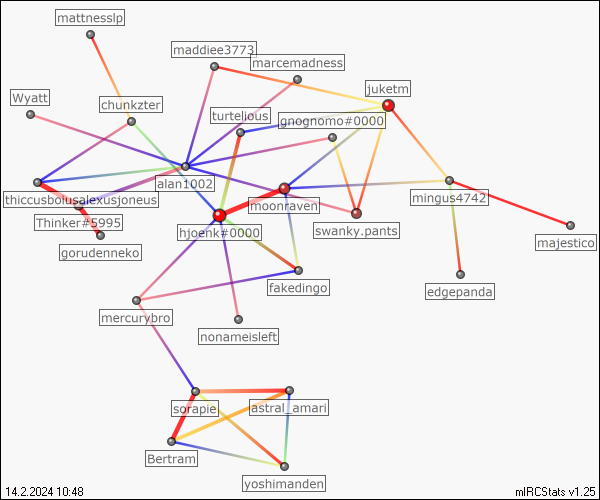 mattnesslp
maddiee3773
marcemadness
juketm
Wyatt
chunkzter
turtelious
gnognomo#0000
alan1002
thiccusbolusalexusjoneus
moonraven
mingus4742
Thinker#5995
hjoenk#0000
swanky.pants
majestico
gorudenneko
fakedingo
edgepanda
mercurybro
nonameisleft
sorapie
astral_amari
Bertram
yoshimanden
14.2.2024 10:48
mIRCStats v1.25